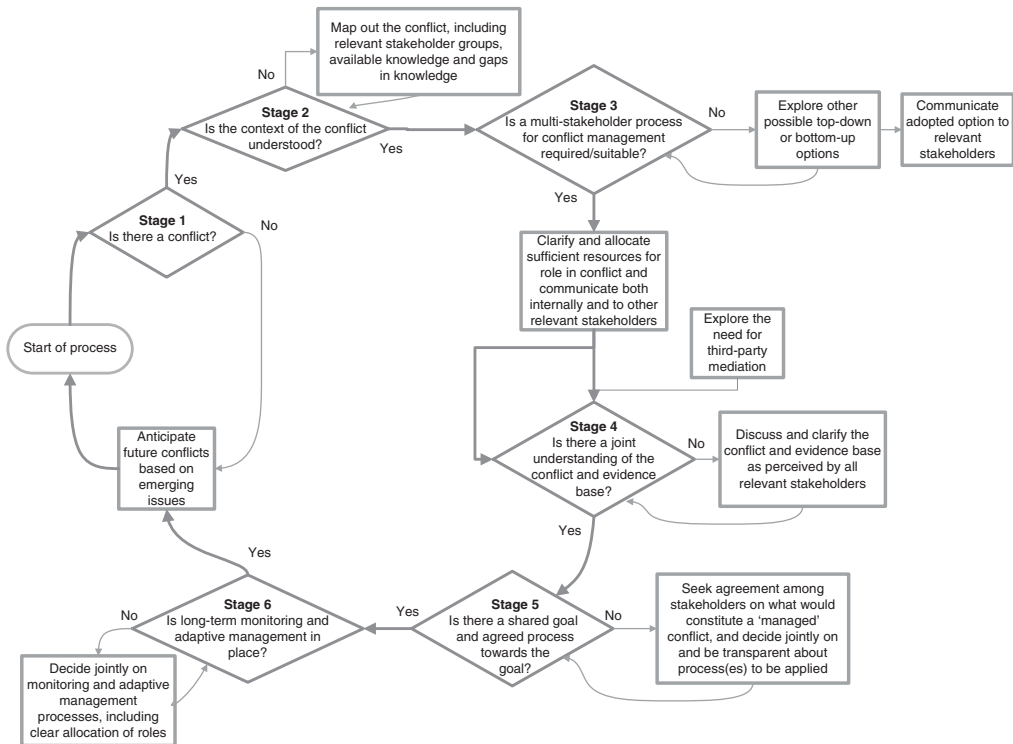 Map out the conflict, including
relevant stakeholder groups,
available knowledge and gaps
in knowledge
No
Stage 2
Is the context of the conflict
understood?
Yes
Stage 3
Is a multi-stakeholder process
for conflict management
required/suitable?
No
Explore other
possible top-down
or bottom-up
options
Communicate
adopted option to
relevant
stakeholders
Yes
Yes
Stage 1
Is there a conflict?
No
Clarify and allocate
sufficient resources for
role in conflict and
communicate both
internally and to other
relevant stakeholders
Start of process
Explore the
need for
third-party
mediation
Anticipate
future conflicts
based on
emerging
issues
Stage 4
Is there a joint
understanding of the
conflict and evidence
base?
No
Discuss and clarify the
conflict and evidence base
as perceived by all
relevant stakeholders
Yes
Yes
Stage 6
Is long-term monitoring and
adaptive management in
place?
No
Decide jointly on
monitoring and adaptive
management
processes, including
clear allocation of roles
Yes
Stage 5
Is there a shared goal
and agreed process
towards the
goal?
No
Seek agreement among
stakeholders on what would
constitute a ‘managed’
conflict, and decide jointly on
and be transparent about
process(es) to be applied